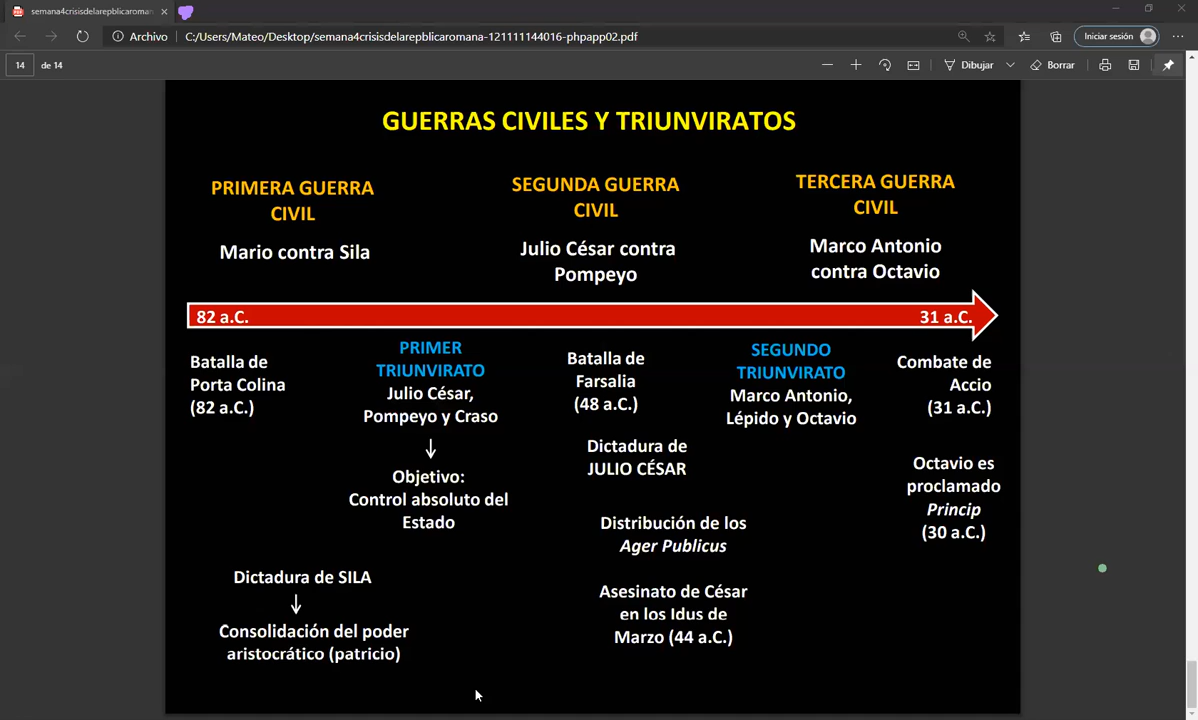 semana4crisisdelarepblicaroman
Archivo
C:/Users/Mateo/Desktop/semana4crisisdelarepblicaromana-121111144016-phpapp02.pdf
Iniciar sesión
14
de 14
Dibujar
Borrar
GUERRAS CIVILES Y TRIUNVIRATOS
PRIMERA GUERRA
CIVIL
Mario contra Sila
SEGUNDA GUERRA
CIVIL
Julio César contra
Pompeyo
TERCERA GUERRA
CIVIL
Marco Antonio
contra Octavio
82 a.C.
31 a.C.
Batalla de
Porta Colina
(82 a.C.)
PRIMER
TRIUNVIRATO
Julio César,
Pompeyo y Craso
Objetivo:
Control absoluto del
Estado
Dictadura de SILA
Consolidación del poder
aristocrático (patricio)
Batalla de
Farsalia
(48 a.C.)
Dictadura de
JULIO CÉSAR
Distribución de los
Ager Publicus
Asesinato de César
en los Idus de
Marzo (44 a.C.)
SEGUNDO
TRIUNVIRATO
Marco Antonio,
Lépido y Octavio
Combate de
Accio
(31 a.C.)
Octavio es
proclamado
Princip
(30 a.C.)